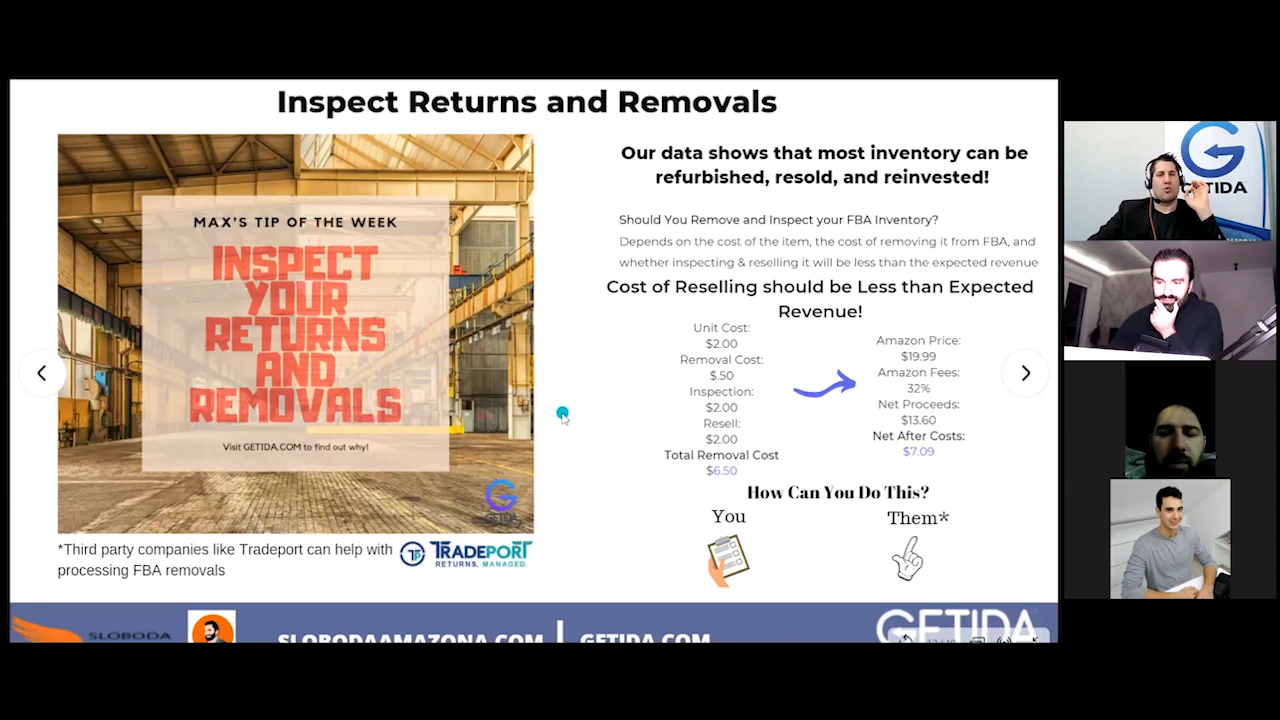 Inspect Returns and Removals
MAX'S TIP OF THE WEEK
INSPECT
YOUR
RETURNS
AND
REMOVALS
Visit GETIDA.COM to find out why!
GETIDA
*Third party companies like Tradeport can help with
processing FBA removals
TP
TRADEPORT
RETURNS, MANAGED.
Our data shows that most inventory can be
refurbished, resold, and reinvested!
Should You Remove and Inspect your FBA Inventory?
Depends on the cost of the item, the cost of removing it from FBA, and
whether inspecting & reselling it will be less than the expected revenue
Cost of Reselling should be Less than Expected
Revenue!
Unit Cost:
$2.00
Removal Cost:
$.50
Inspection:
$2.00
Resell:
$2.00
Total Removal Cost
$6.50
Amazon Price:
$19.99
Amazon Fees:
32%
Net Proceeds:
$13.60
Net After Costs:
$7.09
How Can You Do This?
You
Them*
SLOBODA
SLOBODAAMAZONA.COM | GETIDA.COM
GETIDA
GETIDA